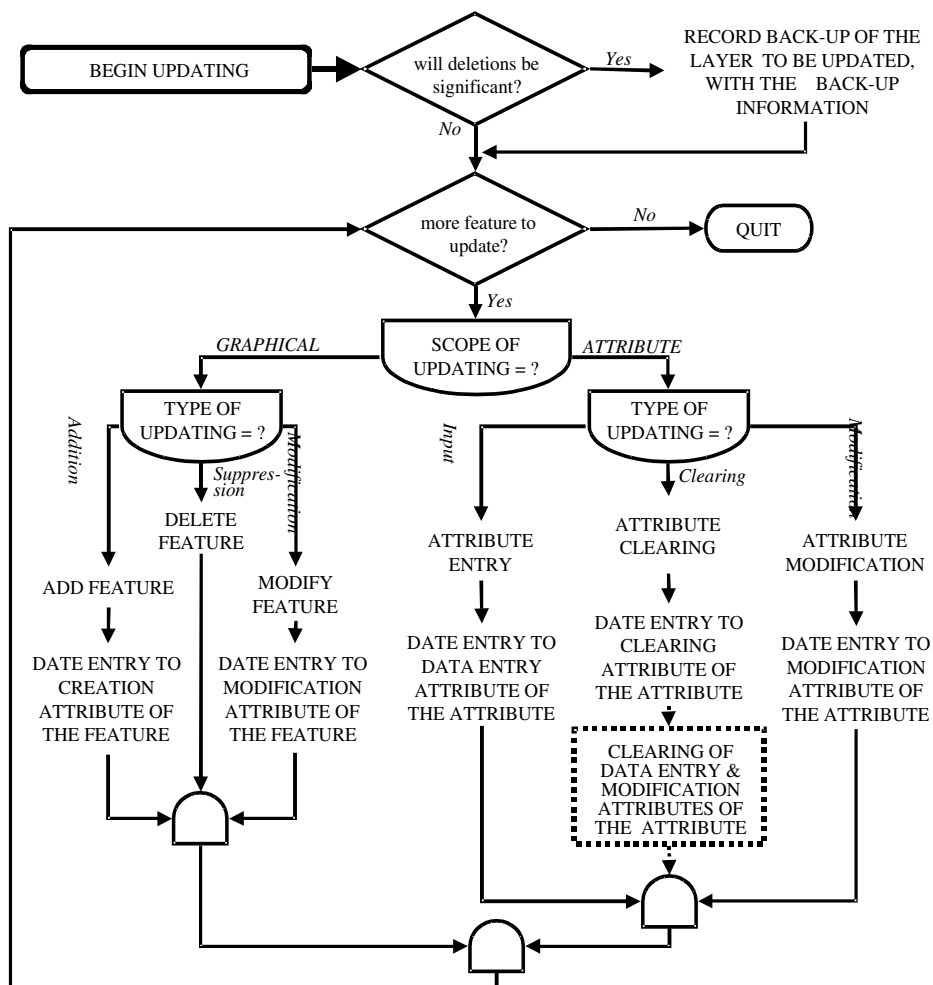 BEGIN UPDATING
will deletions be
significant?
Yes
RECORD BACK-UP OF THE
LAYER TO BE UPDATED,
WITH THE BACK-UP
INFORMATION
No
more feature to
update?
No
QUIT
Yes
GRAPHICAL
SCOPE OF
UPDATING = ?
ATTRIBUTE
TYPE OF
UPDATING = ?
Addition
Suppres-
sion
Modification
DELETE
FEATURE
ADD FEATURE
MODIFY
FEATURE
DATE ENTRY TO
CREATION
ATTRIBUTE OF
THE FEATURE
DATE ENTRY TO
MODIFICATION
ATTRIBUTE OF
THE FEATURE
TYPE OF
UPDATING = ?
Input
Clearing
Modification
ATTRIBUTE
ENTRY
ATTRIBUTE
CLEARING
ATTRIBUTE
MODIFICATION
DATE ENTRY TO
DATA ENTRY
ATTRIBUTE OF
THE ATTRIBUTE
DATE ENTRY TO
CLEARING
ATTRIBUTE OF
THE ATTRIBUTE
DATE ENTRY TO
MODIFICATION
ATTRIBUTE OF
THE ATTRIBUTE
CLEARING OF
DATA ENTRY &
MODIFICATION
ATTRIBUTES OF
THE ATTRIBUTE